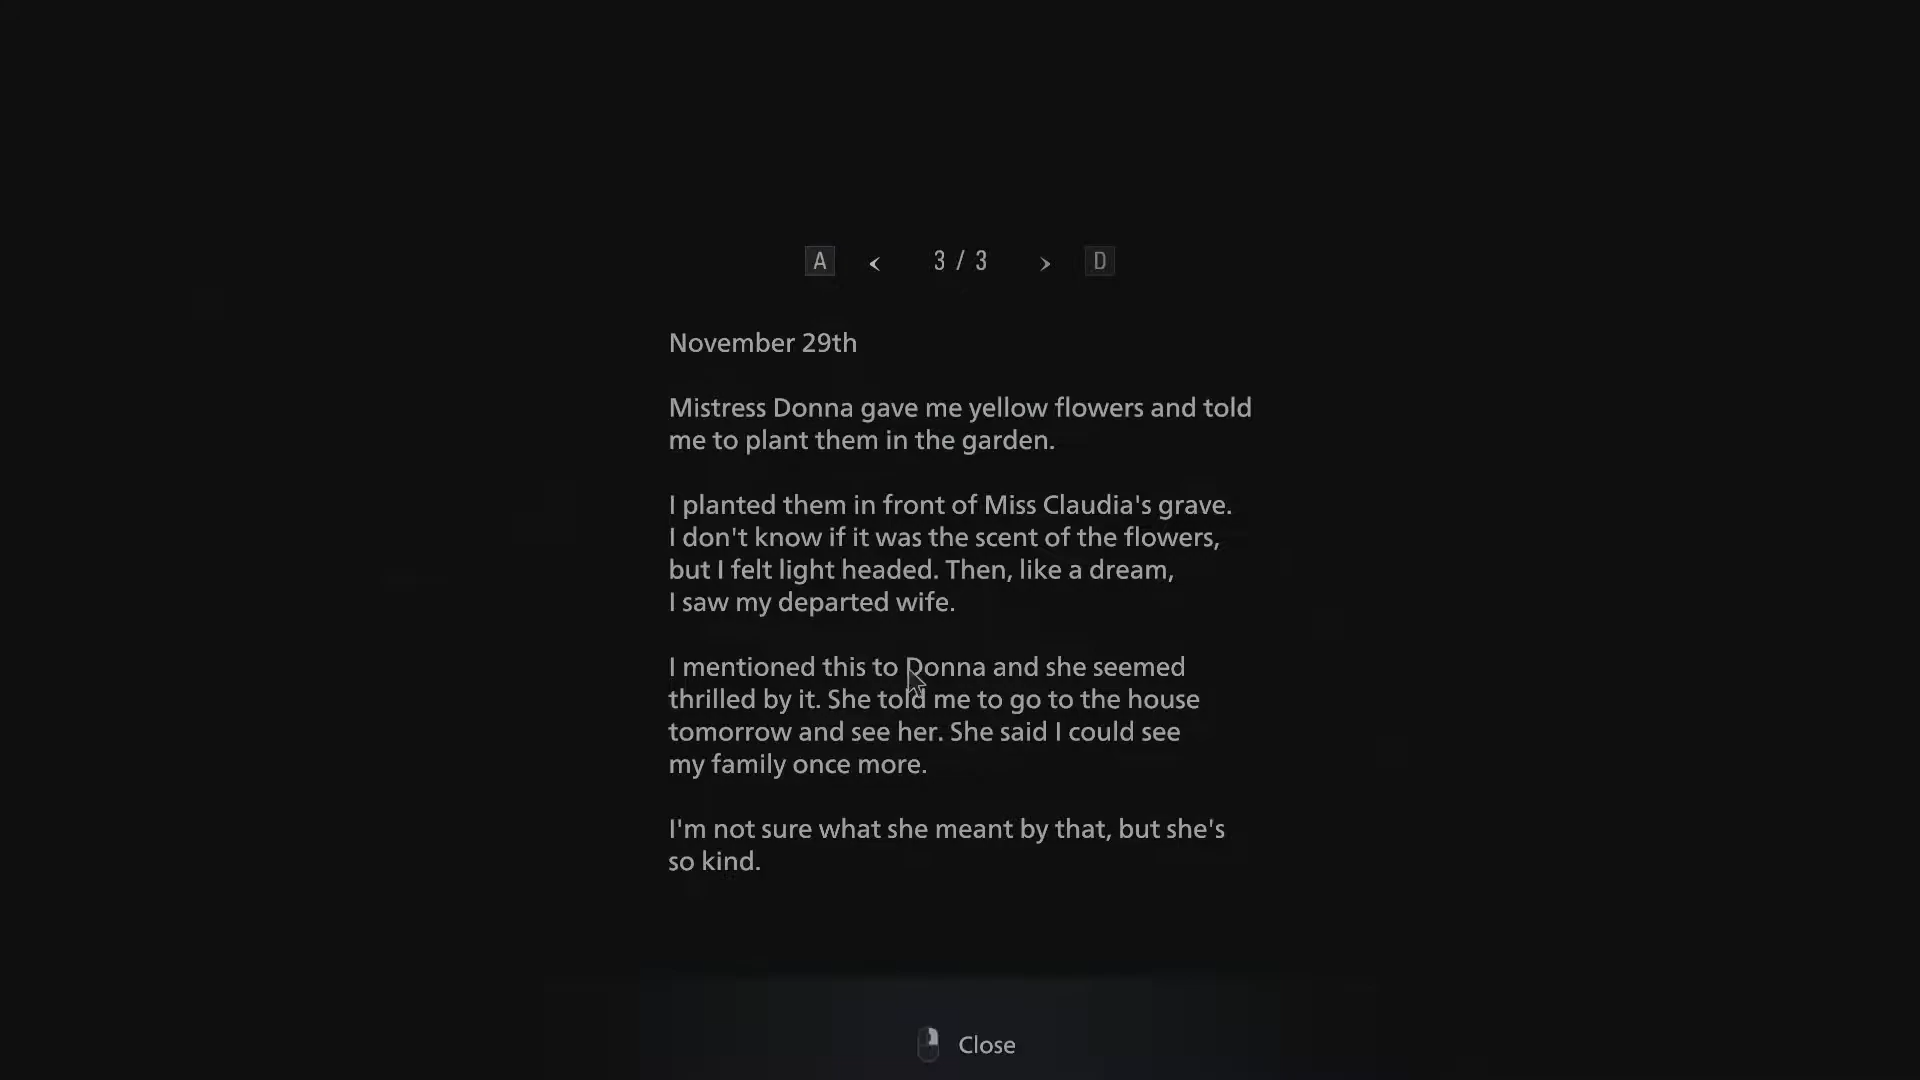 A < 3 / 3 > D
November 29th
Mistress Donna gave me yellow flowers and told
me to plant them in the garden.
I planted them in front of Miss Claudia's grave.
I don't know if it was the scent of the flowers,
but I felt light headed. Then, like a dream,
I saw my departed wife.
I mentioned this to Donna and she seemed
thrilled by it. She told me to go to the house
tomorrow and see her. She said I could see
my family once more.
I'm not sure what she meant by that, but she's
so kind.
Close